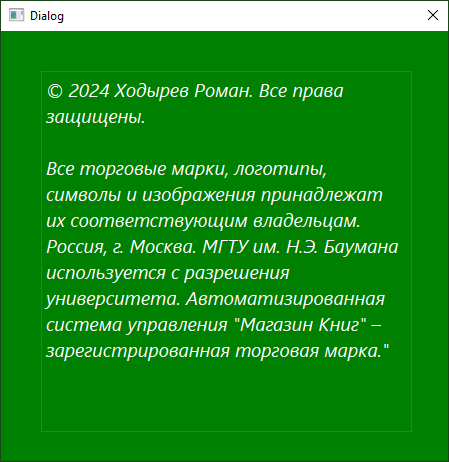 Dialog
© 2024 Ходырев Роман. Все права
защищены.
Все торговые марки, логотипы,
символы и изображения принадлежат
их соответствующим владельцам.
Россия, г. Москва. МГТУ им. Н.Э. Баумана
используется с разрешения
университета. Автоматизированная
система управления "Магазин Книг" –
зарегистрированная торговая марка."